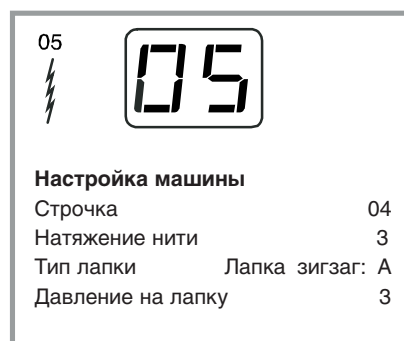 05
05
Настройка машины
Строчка 04
Натяжение нити 3
Тип лапки Лапка зигзаг: А
Давление на лапку 3